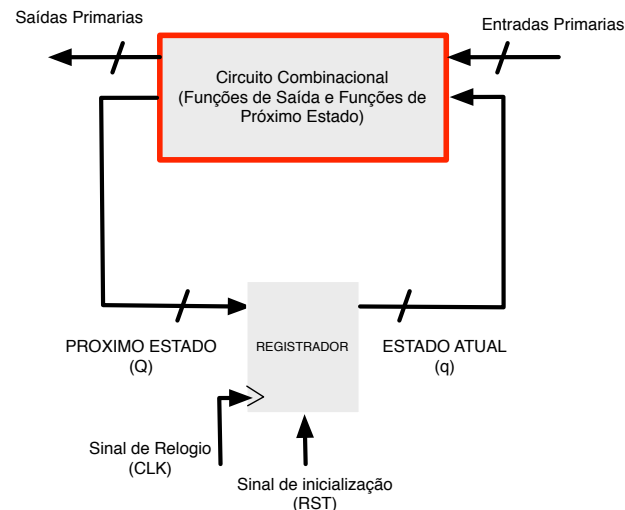 Saídas Primarias
Entradas Primarias
Circuito Combinacional
(Funções de Saída e Funções de
Próximo Estado)
PROXIMO ESTADO
(Q)
REGISTRADOR
ESTADO ATUAL
(q)
Sinal de Relogio
(CLK)
Sinal de inicialização
(RST)